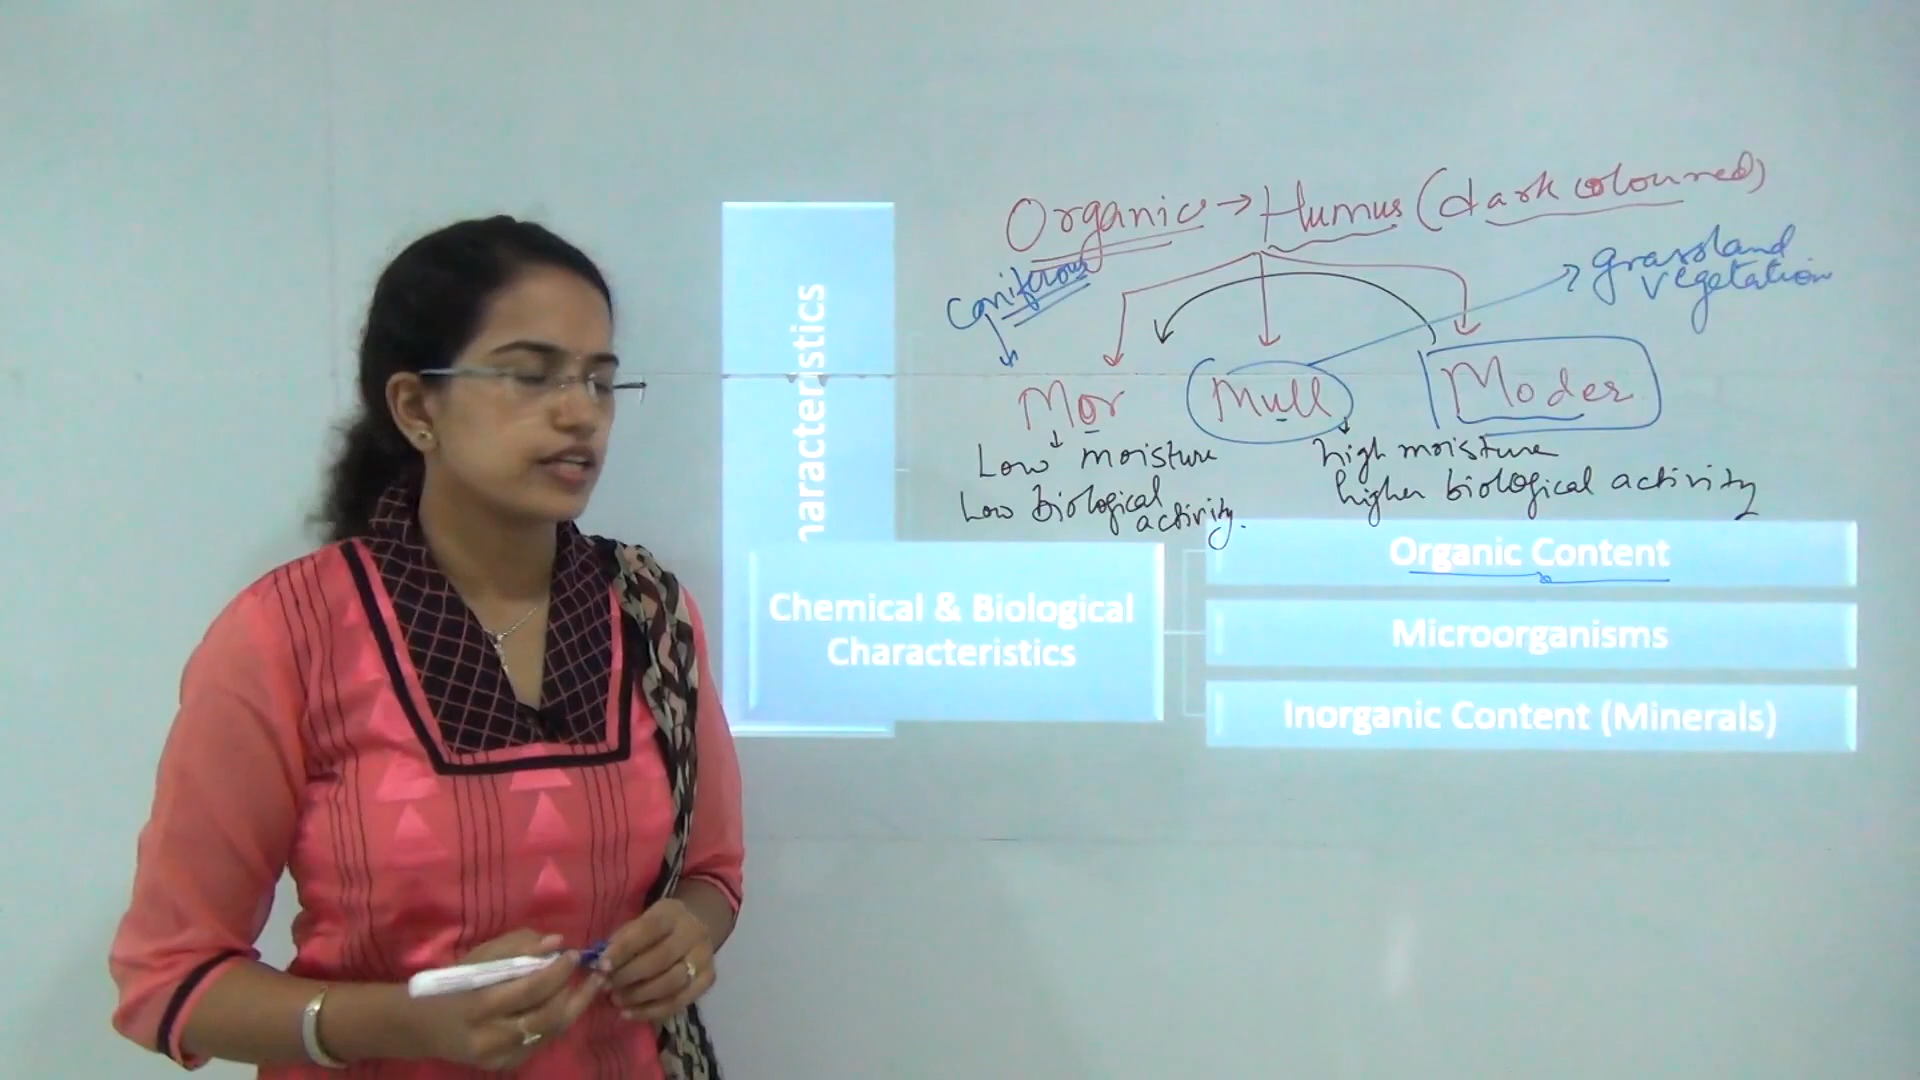 Organic → Humus (dark coloured)
Coniferous
grassland
vegetation
Mor
Mull
Moder
Low moisture
Low Biological
activity.
high moisture
higher biological activity
haracteristics
Chemical & Biological
Characteristics
Organic Content
Microorganisms
Inorganic Content (Minerals)